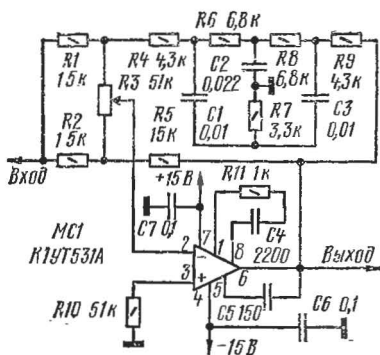 R6 6,8к
R1
1.5к
R3
R4 4,3к
51к
C2
0,022
R8
6,8к
R9
4,3к
R2
1.5к
R5
15к
C1
0,01
R7
3,3к
C3
0,01
Вход
+15В
R11 1к
C7 0,1
C4
2200
МС1
К1УТ531А
2
7
1
8
3
4
5
6
Выход
R10 51к
C5 150
C6 0,1
-15В